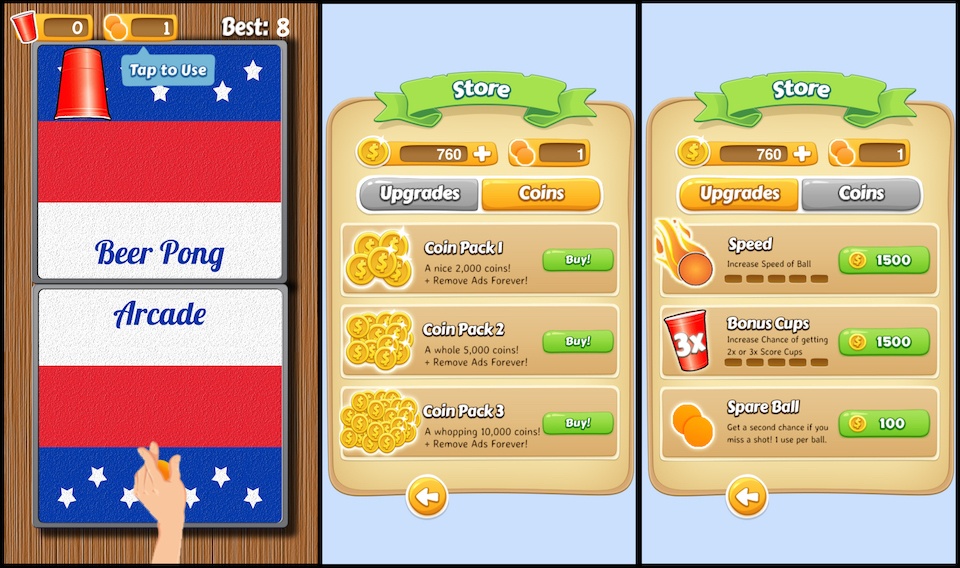 0
1
Best: 8
Tap to Use
Beer Pong
Arcade
Store
760
1
Upgrades
Coins
Coin Pack 1
A nice 2,000 coins!
+ Remove Ads Forever!
Buy!
Coin Pack 2
A whole 5,000 coins!
+ Remove Ads Forever!
Buy!
Coin Pack 3
A whopping 10,000 coins!
+ Remove Ads Forever!
Buy!
Store
760
1
Upgrades
Coins
Speed
Increase Speed of Ball
1500
3x
Bonus Cups
Increase Chance of getting
2x or 3x Score Cups
1500
Spare Ball
Get a second chance if you
miss a shot! 1 use per ball.
100